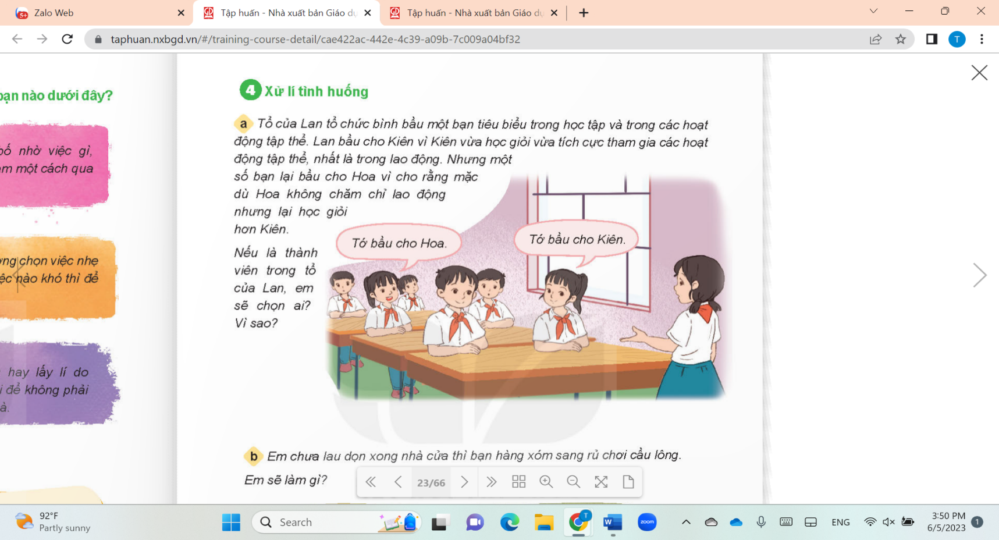 Zalo Web
Tập huấn - Nhà xuất bản Giáo dụ
Tập huấn - Nhà xuất bản Giáo dụ
taphuan.nxbgd.vn/#/training-course-detail/cae422ac-442e-4c39-a09b-7c009a04bf32
T
bạn nào dưới đây?
bố nhờ việc gì,
àm một cách qua
chọn việc nhẹ
nào khó thì để
hay lấy lí do
để không phải
4 Xử lí tình huống
a Tổ của Lan tổ chức bình bầu một bạn tiêu biểu trong học tập và trong các hoạt
động tập thể. Lan bầu cho Kiên vì Kiên vừa học giỏi vừa tích cực tham gia các hoạt
động tập thể, nhất là trong lao động. Nhưng một
số bạn lại bầu cho Hoa vì cho rằng mặc
dù Hoa không chăm chỉ lao động
nhưng lại học giỏi
hơn Kiên.
Nếu là thành
viên trong tổ
của Lan, em
sẽ chọn ai?
Vì sao?
Tớ bầu cho Hoa.
Tớ bầu cho Kiên.
b Em chưa lau dọn xong nhà cửa thì bạn hàng xóm sang rủ chơi cầu lông.
Em sẽ làm gì?
23/66
92°F
Partly sunny
Search
T
W
zoom
ENG
3:50 PM
6/5/2023
1